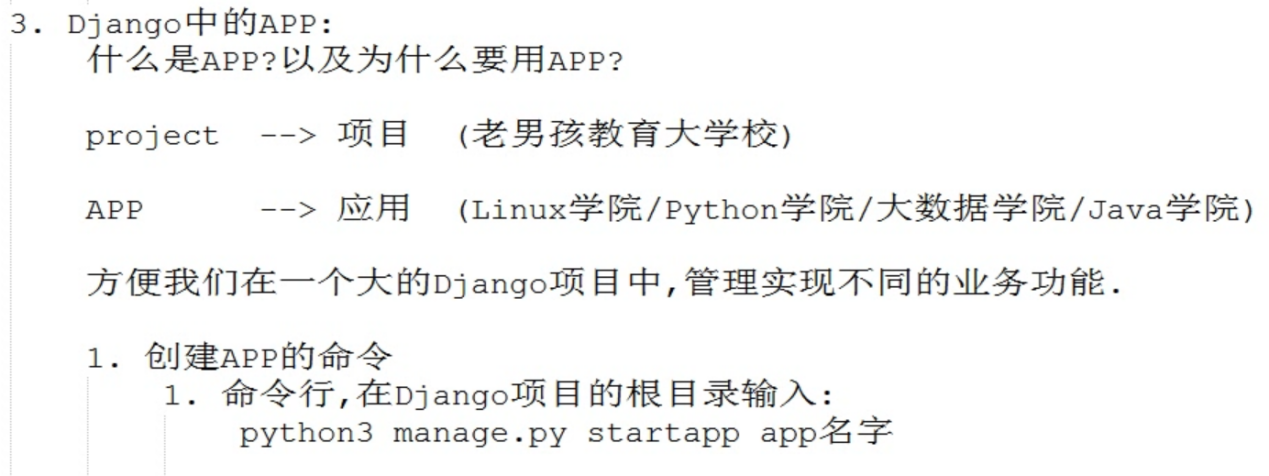 3. Django中的APP:
什么是APP?以及为什么要用APP?
project --> 项目 (老男孩教育大学校)
APP --> 应用 (Linux学院/Python学院/大数据学院/Java学院)
方便我们在一个大的Django项目中,管理实现不同的业务功能.
1. 创建APP的命令
1. 命令行,在Django项目的根目录输入:
python3 manage.py startapp app名字